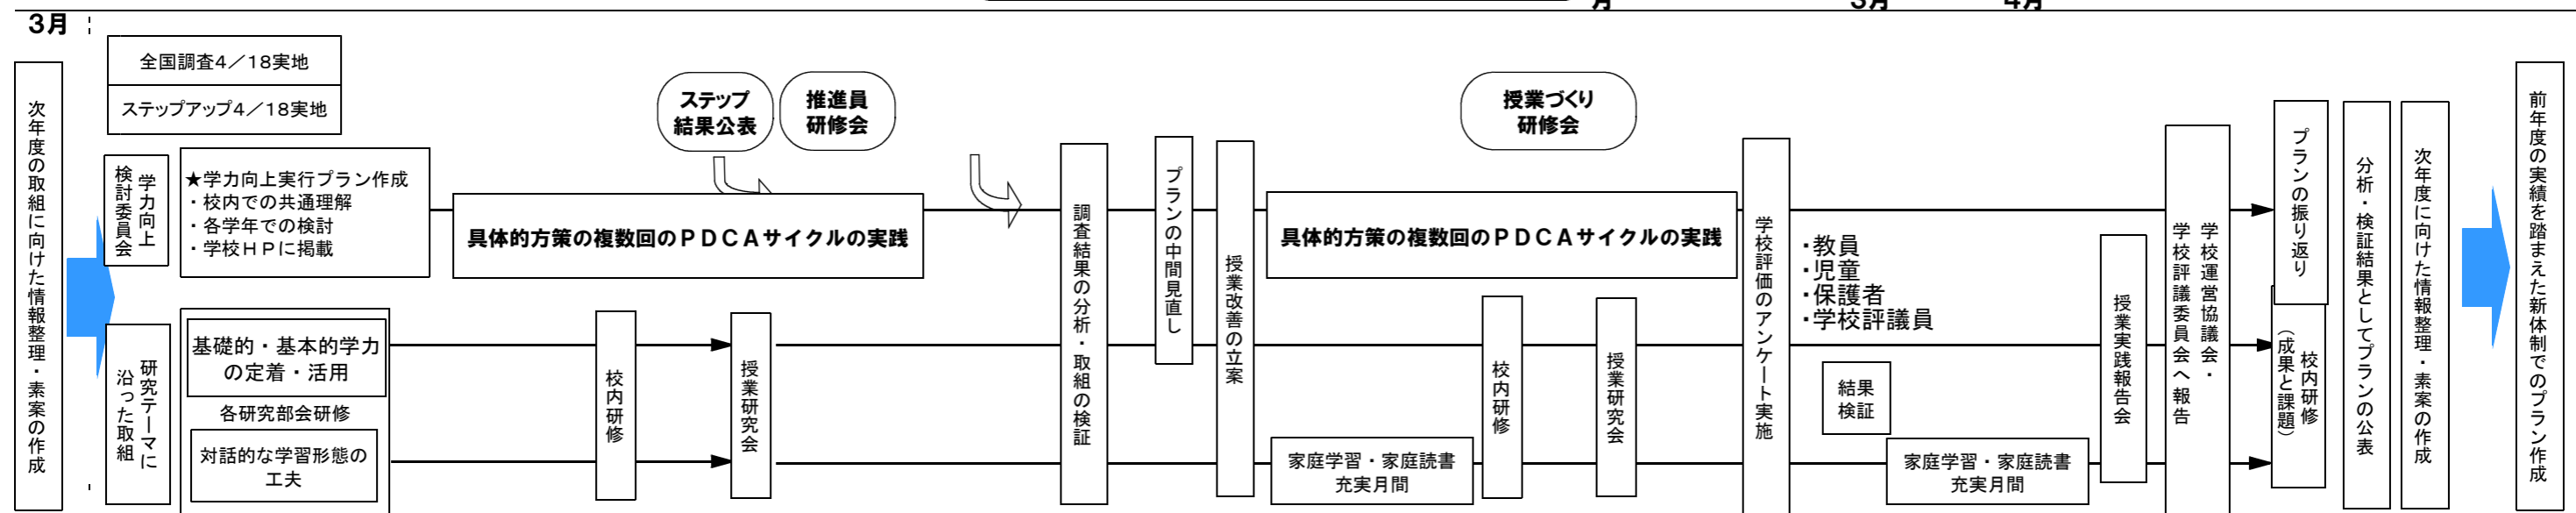 3月
月
3月
4月
次年度の取組に向けた情報整理・素案の作成
全国調査4／18実地
ステップアップ4／18実地
学力向上
検討委員会
★学力向上実行プラン作成
・校内での共通理解
・各学年での検討
・学校ＨＰに掲載
研究テーマに
沿った取組
基礎的・基本的学力
の定着・活用
各研究部会研修
対話的な学習形態の
工夫
具体的方策の複数回のＰＤＣＡサイクルの実践
ステップ
結果公表
推進員
研修会
校内研修
授業研究会
調査結果の分析・取組の検証
プランの中間見直し
授業改善の立案
授業づくり
研修会
具体的方策の複数回のＰＤＣＡサイクルの実践
家庭学習・家庭読書
充実月間
校内研修
授業研究会
学校評価のアンケート実施
・教員
・児童
・保護者
・学校評議員
結果
検証
家庭学習・家庭読書
充実月間
授業実践報告会
学校運営協議会・
学校評議委員会へ報告
プランの振り返り
校内研修
（成果と課題）
分析・検証結果としてプランの公表
次年度に向けた情報整理・素案の作成
前年度の実績を踏まえた新体制でのプラン作成